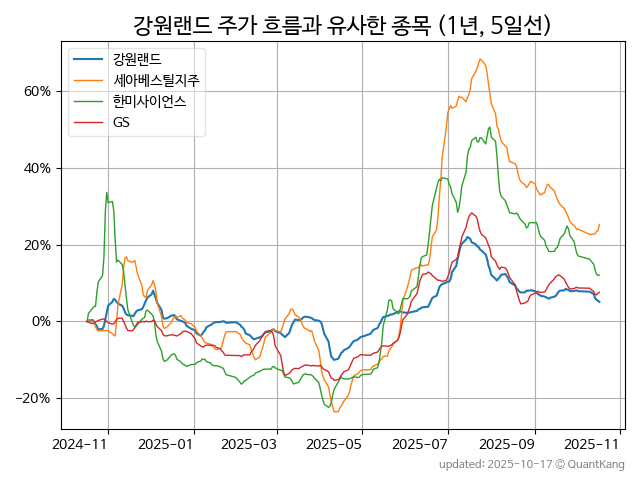 강원랜드 주가 흐름과 유사한 종목 (1년, 5일선)
강원랜드
세아베스틸지주
한미사이언스
GS
60%
40%
20%
0%
−20%
2024-11 2025-01 2025-03 2025-05 2025-07 2025-09 2025-11
updated: 2025-10-17 © QuantKang